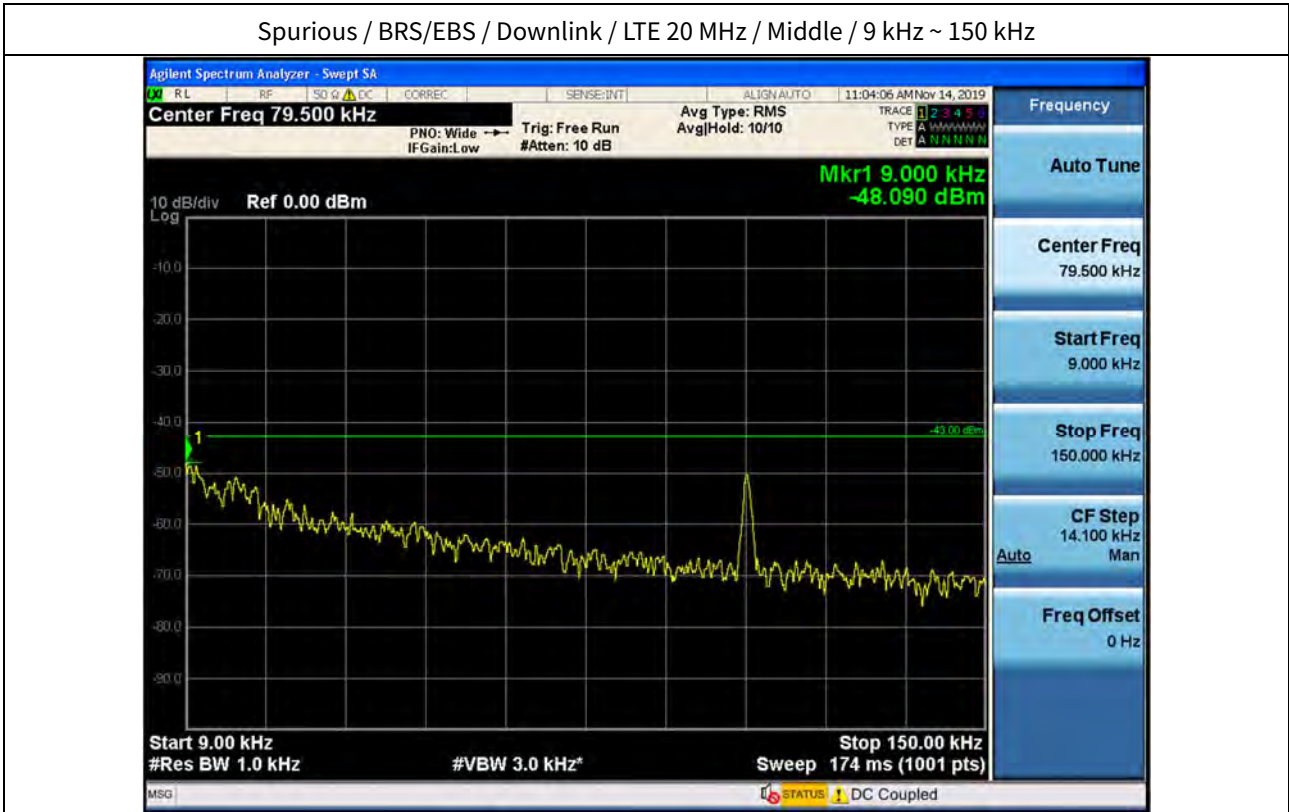 Spurious / BRS/EBS / Downlink / LTE 20 MHz / Middle / 9 kHz ~ 150 kHz
Agilent Spectrum Analyzer - Swept SA
LXI RL RF 50 Ω DC CORREC SENSE:INT ALIGN AUTO 11:04:06 AM Nov 14, 2019
Center Freq 79.500 kHz
PNO: Wide
IFGain:Low
Trig: Free Run
#Atten: 10 dB
Avg Type: RMS
Avg|Hold: 10/10
TRACE 1 2 3 4 5 6
TYPE A WWWWW
DET A N N N N N
Mkr1 9.000 kHz
-48.090 dBm
10 dB/div Ref 0.00 dBm
Log
-10.0
-20.0
-30.0
-40.0
1
-43.00 dBm
-50.0
-60.0
-70.0
-80.0
-90.0
Start 9.00 kHz Stop 150.00 kHz
#Res BW 1.0 kHz #VBW 3.0 kHz* Sweep 174 ms (1001 pts)
MSG STATUS DC Coupled
Frequency
Auto Tune
Center Freq
79.500 kHz
Start Freq
9.000 kHz
Stop Freq
150.000 kHz
CF Step
14.100 kHz
Auto Man
Freq Offset
0 Hz